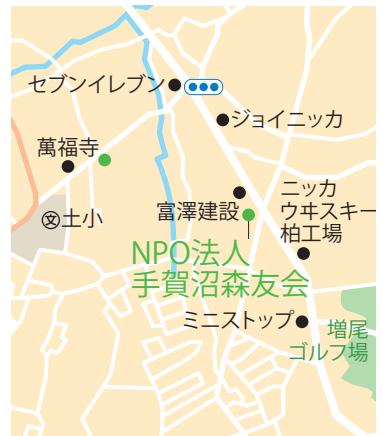 セブンイレブン
ジョイニッカ
萬福寺
ニッカ
ウヰスキー
柏工場
富澤建設
文土小
NPO法人
手賀沼森友会
ミニストップ
増尾
ゴルフ場